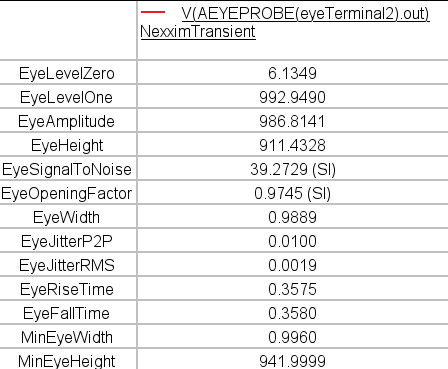 V(AEYEPROBE(eyeTerminal2).out)
NexximTransient
EyeLevelZero 6.1349
EyeLevelOne 992.9490
EyeAmplitude 986.8141
EyeHeight 911.4328
EyeSignalToNoise 39.2729 (SI)
EyeOpeningFactor 0.9745 (SI)
EyeWidth 0.9889
EyeJitterP2P 0.0100
EyeJitterRMS 0.0019
EyeRiseTime 0.3575
EyeFallTime 0.3580
MinEyeWidth 0.9960
MinEyeHeight 941.9999